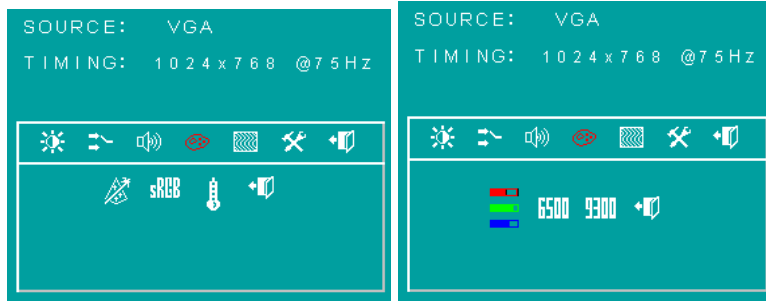 SOURCE: VGA
TIMING: 1024x768 @75Hz
sRGB
SOURCE: VGA
TIMING: 1024x768 @75Hz
6500 9300